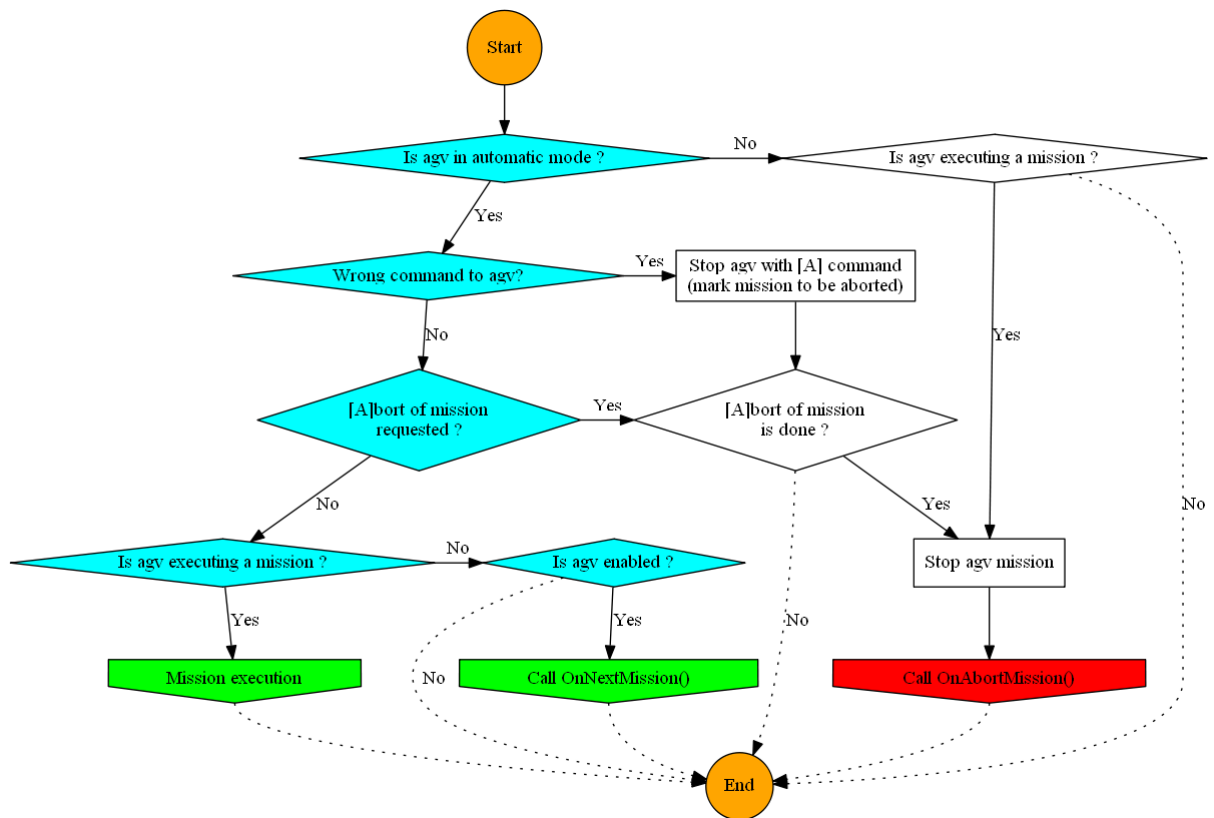 Start
Is agv in automatic mode ?
No
Is agv executing a mission ?
Yes
Wrong command to agv?
Yes
Stop agv with [A] command
(mark mission to be aborted)
No
Yes
[A]bort of mission
requested ?
Yes
[A]bort of mission
is done ?
No
Yes
No
Is agv executing a mission ?
No
Is agv enabled ?
Stop agv mission
Yes
Yes
No
No
Mission execution
Call OnNextMission()
Call OnAbortMission()
End